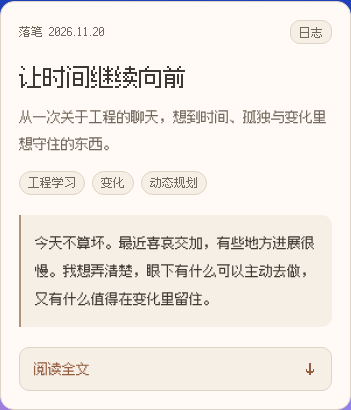 落笔 2026.11.20
日志
让时间继续向前
从一次关于工程的聊天，想到时间、孤独与变化里
想守住的东西。
工程学习
变化
动态规划
今天不算坏。最近喜哀交加，有些地方进展很
慢。我想弄清楚，眼下有什么可以主动去做，
又有什么值得在变化里留住。
阅读全文 ↓